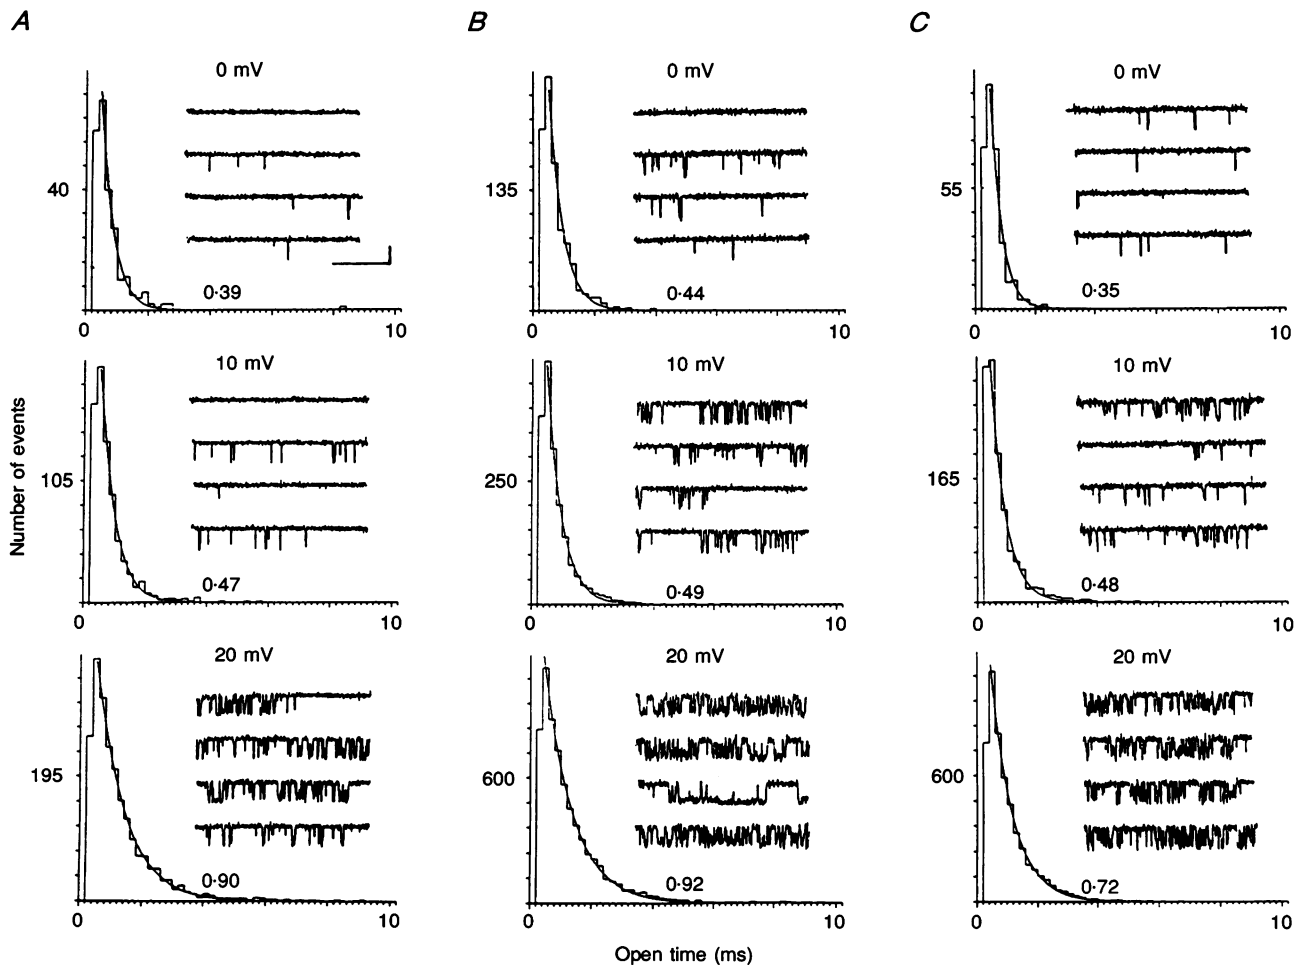 A B C
0 mV 0 mV 0 mV
40 135 55
0·39 0·44 0·35
0 10 0 10 0 10
10 mV 10 mV 10 mV
105 250 165
0·47 0·49 0·48
0 10 0 10 0 10
20 mV 20 mV 20 mV
195 600 600
0·90 0·92 0·72
0 10 0 10 0 10
Number of events
Open time (ms)